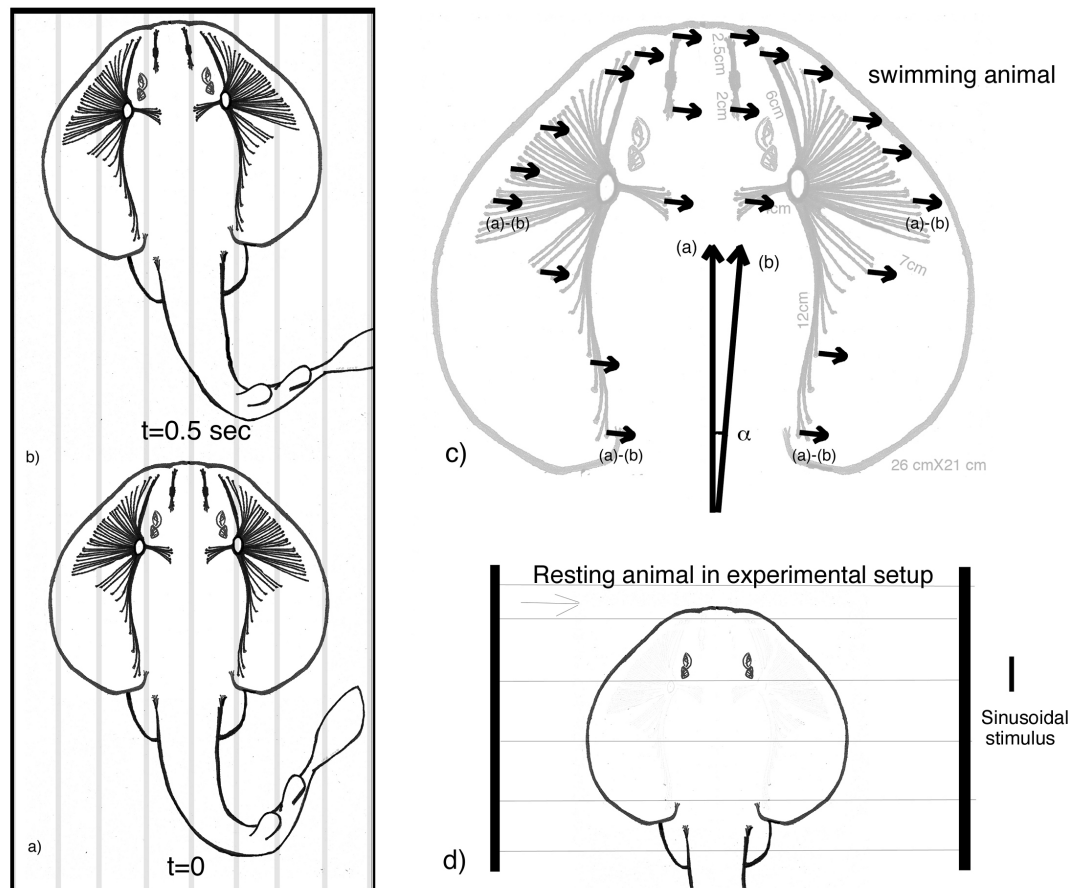 t=0.5 sec
b)
a)
t=0
swimming animal
2.5cm
2cm
6cm
(a)-(b)
(a)-(b)
7cm
12cm
(a)
(b)
α
c)
(a)-(b)
(a)-(b)
26 cmX21 cm
Resting animal in experimental setup
Sinusoidal
stimulus
d)